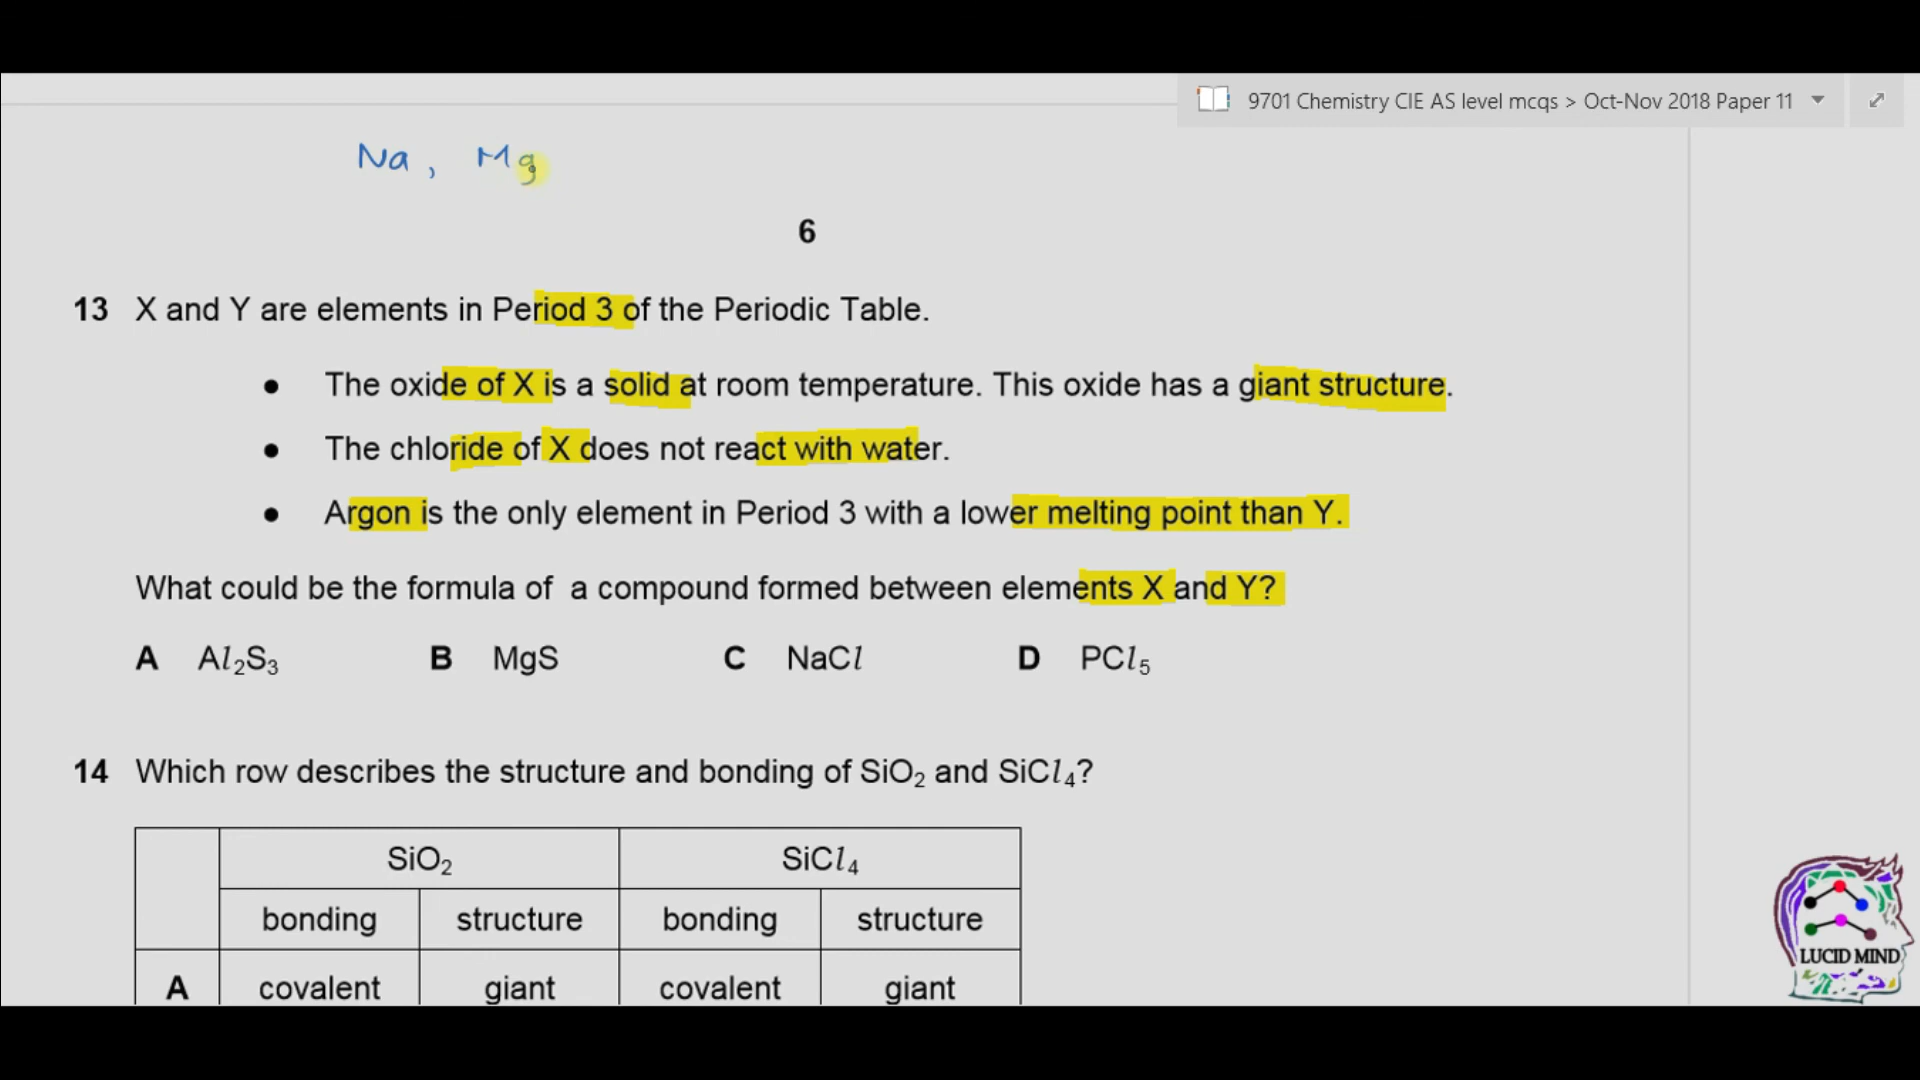 9701 Chemistry CIE AS level mcqs > Oct-Nov 2018 Paper 11
Na, Mg
6
13 X and Y are elements in Period 3 of the Periodic Table.
● The oxide of X is a solid at room temperature. This oxide has a giant structure.
● The chloride of X does not react with water.
● Argon is the only element in Period 3 with a lower melting point than Y.
What could be the formula of a compound formed between elements X and Y?
A Al₂S₃ B MgS C NaCl D PCl₅
14 Which row describes the structure and bonding of SiO₂ and SiCl₄?
SiO₂ SiCl₄
bonding structure bonding structure
A covalent giant covalent giant
LUCID MIND